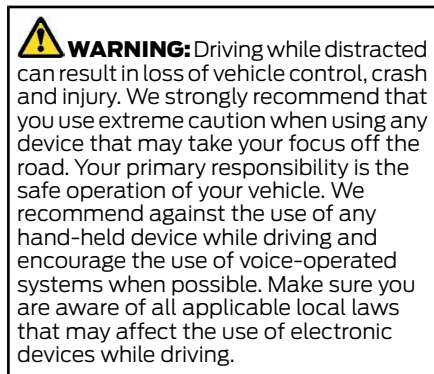 WARNING: Driving while distracted
can result in loss of vehicle control, crash
and injury. We strongly recommend that
you use extreme caution when using any
device that may take your focus off the
road. Your primary responsibility is the
safe operation of your vehicle. We
recommend against the use of any
hand-held device while driving and
encourage the use of voice-operated
systems when possible. Make sure you
are aware of all applicable local laws
that may affect the use of electronic
devices while driving.